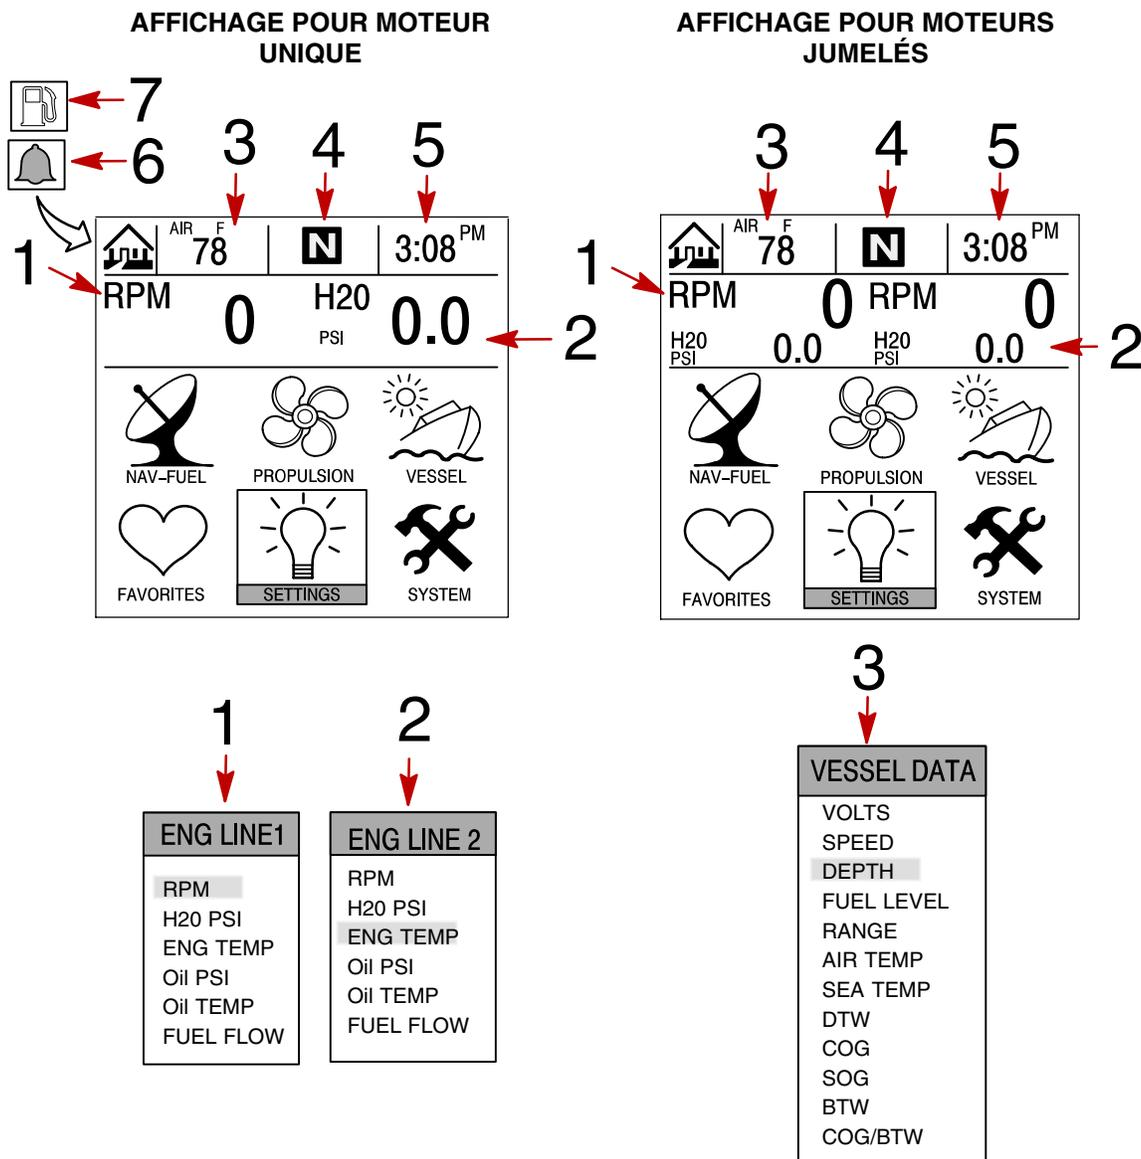 AFFICHAGE POUR MOTEUR
UNIQUE
AFFICHAGE POUR MOTEURS
JUMELÉS
7
6
3
4
5
1
AIR F
78
N
3:08 PM
RPM
0
H20
PSI
0.0
2
NAV–FUEL
PROPULSION
VESSEL
FAVORITES
SETTINGS
SYSTEM
3
4
5
1
AIR F
78
N
3:08 PM
RPM
0
RPM
0
H20
PSI
0.0
H20
PSI
0.0
2
NAV–FUEL
PROPULSION
VESSEL
FAVORITES
SETTINGS
SYSTEM
1
ENG LINE1
RPM
H20 PSI
ENG TEMP
Oil PSI
Oil TEMP
FUEL FLOW
2
ENG LINE 2
RPM
H20 PSI
ENG TEMP
Oil PSI
Oil TEMP
FUEL FLOW
3
VESSEL DATA
VOLTS
SPEED
DEPTH
FUEL LEVEL
RANGE
AIR TEMP
SEA TEMP
DTW
COG
SOG
BTW
COG/BTW